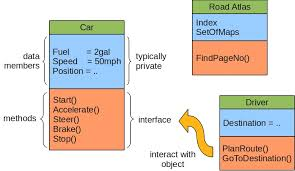 Car
Fuel = 2gal
Speed = 50mph
Position = ..
Start()
Accelerate()
Steer()
Brake()
Stop()
data
members
methods
typically
private
interface
Road Atlas
Index
SetOfMaps
FindPageNo()
Driver
Destination = ..
PlanRoute()
GoToDestination()
interact with
object